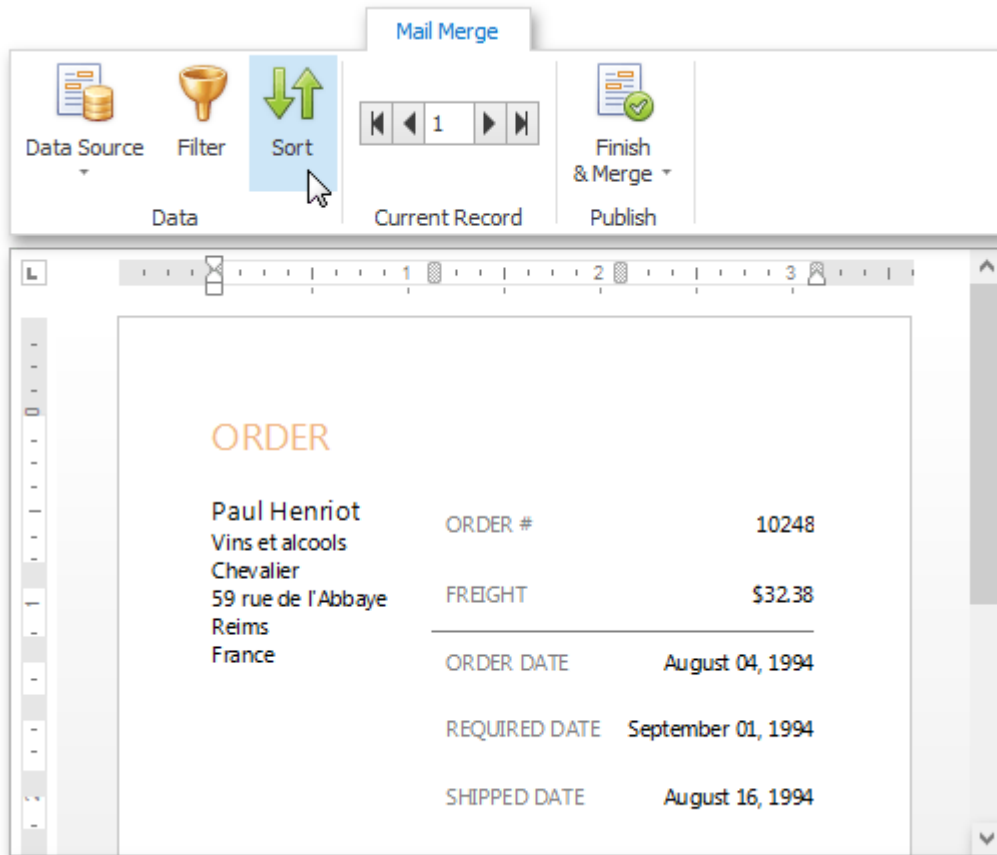 Mail Merge
Data Source
Filter
Sort
1
Finish
& Merge
Data
Current Record
Publish
L
1 2 3
0
1
ORDER
Paul Henriot
Vins et alcools
Chevalier
59 rue de l'Abbaye
Reims
France
ORDER # 10248
FREIGHT $32.38
ORDER DATE August 04, 1994
REQUIRED DATE September 01, 1994
SHIPPED DATE August 16, 1994